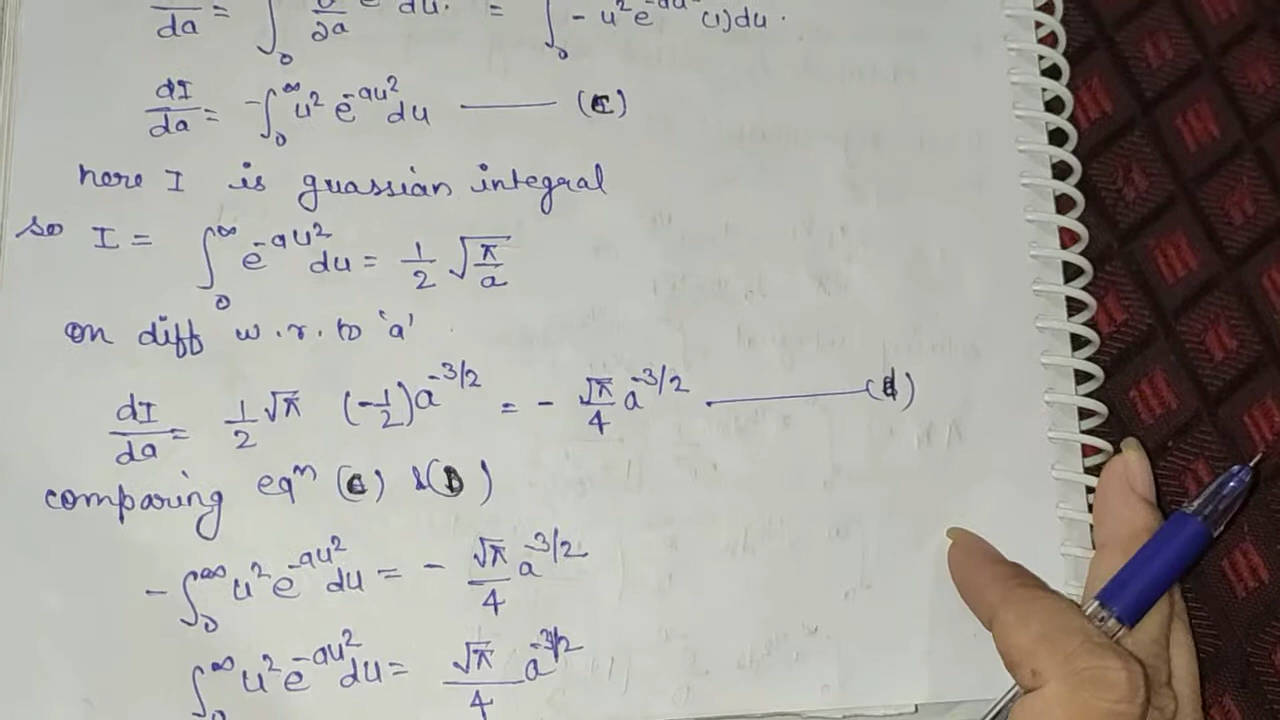 dI/da = ∫₀ ∂/∂a e du. = ∫₀ - u² e^-au² (1) du.
dI/da = -∫₀^∞ u² e^-au² du —— (C)
here I is guassian integral
so I = ∫₀^∞ e^-au² du = 1/2 √(π/a)
on diff w.r. to 'a'
dI/da = 1/2 √π (-1/2) a^-3/2 = - √π/4 a^-3/2 —— (d)
comparing eqⁿ (C) & (D)
-∫₀^∞ u² e^-au² du = - √π/4 a^-3/2
∫₀^∞ u² e^-au² du = √π/4 a^-3/2